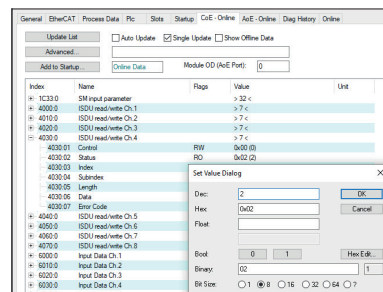 General EtherCAT Process Data Plc Slots Startup CoE - Online AoE - Online Diag History Online
Update List Auto Update Single Update Show Offline Data
Advanced...
Add to Startup... Online Data Module OD (AoE Port): 0
Index Name Flags Value Unit
1C33:0 SM input parameter > 32 <
4000:0 ISDU read/write Ch.1 > 7 <
4010:0 ISDU read/write Ch.2 > 7 <
4020:0 ISDU read/write Ch.3 > 7 <
4030:0 ISDU read/write Ch.4 > 7 <
4030:01 Control RW 0x00 (0)
4030:02 Status RO 0x02 (2)
4030:03 Index
4030:04 Subindex
4030:05 Length
4030:06 Data
4030:07 Error Code
4040:0 ISDU read/write Ch.5
4050:0 ISDU read/write Ch.6
4060:0 ISDU read/write Ch.7
4070:0 ISDU read/write Ch.8
6000:0 Input Data Ch.1
6010:0 Input Data Ch.2
6020:0 Input Data Ch.3
6030:0 Input Data Ch.4
Set Value Dialog
Dec: 2 OK
Hex: 0x02 Cancel
Float:
Bool: 0 1 Hex Edit...
Binary: 02 1
Bit Size: 1 8 16 32 64 ?